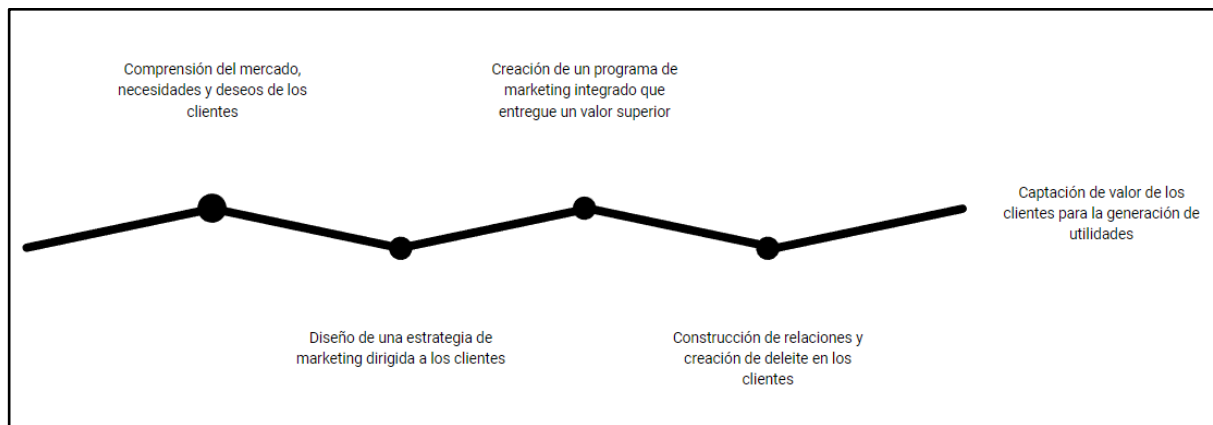 Comprensión del mercado,
necesidades y deseos de los
clientes
Diseño de una estrategia de
marketing dirigida a los clientes
Creación de un programa de
marketing integrado que
entregue un valor superior
Construcción de relaciones y
creación de deleite en los
clientes
Captación de valor de los
clientes para la generación de
utilidades